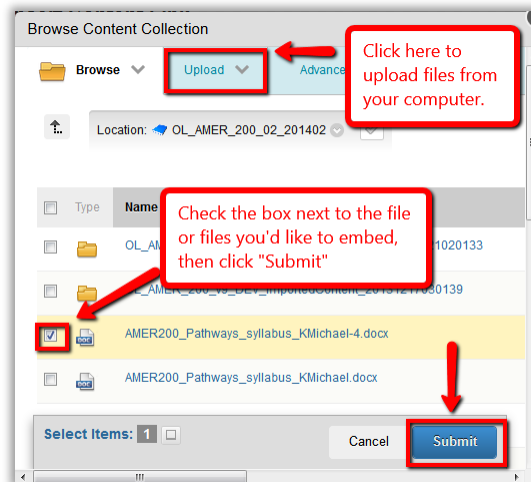 Browse Content Collection
Browse
Upload
Advance
Click here to
upload files from
your computer.
Location: OL_AMER_200_02_201402
Type
Name
Check the box next to the file
or files you'd like to embed,
then click "Submit"
OL_AM
21020133
OL_AMER_200_v9_DEV_ImportedContent_20131217030139
AMER200_Pathways_syllabus_KMichael-4.docx
AMER200_Pathways_syllabus_KMichael.docx
Select Items: 1
Cancel
Submit